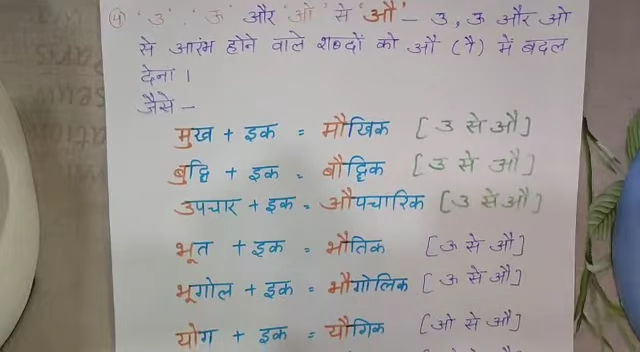 (4) 'उ', 'ऊ' और 'ओ' से 'औ' – उ, ऊ और ओ
से आरंभ होने वाले शब्दों को औ (ौ) में बदल
देना।
जैसे –
मुख + इक = मौखिक [उ से औ]
बुद्धि + इक = बौद्धिक [उ से औ]
उपचार + इक = औपचारिक [उ से औ]
भूत + इक = भौतिक [ऊ से औ]
भूगोल + इक = भौगोलिक [ऊ से औ]
योग + इक = यौगिक [ओ से औ]